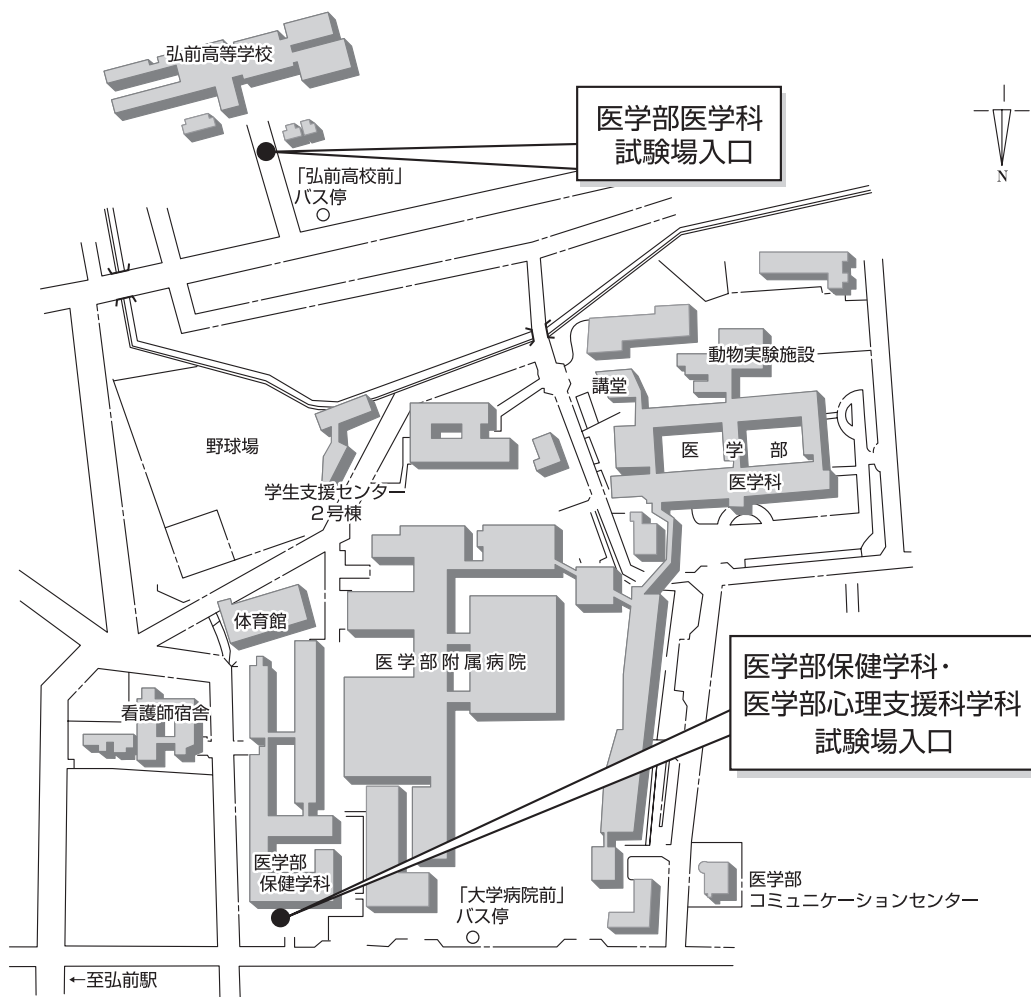 弘前高等学校
医学部医学科
試験場入口
N
「弘前高校前」
バス停
動物実験施設
講堂
野球場
医学部
医学科
学生支援センター
2号棟
体育館
医学部附属病院
医学部保健学科・
医学部心理支援科学科
試験場入口
看護師宿舎
医学部
保健学科
「大学病院前」
バス停
医学部
コミュニケーションセンター
←至弘前駅